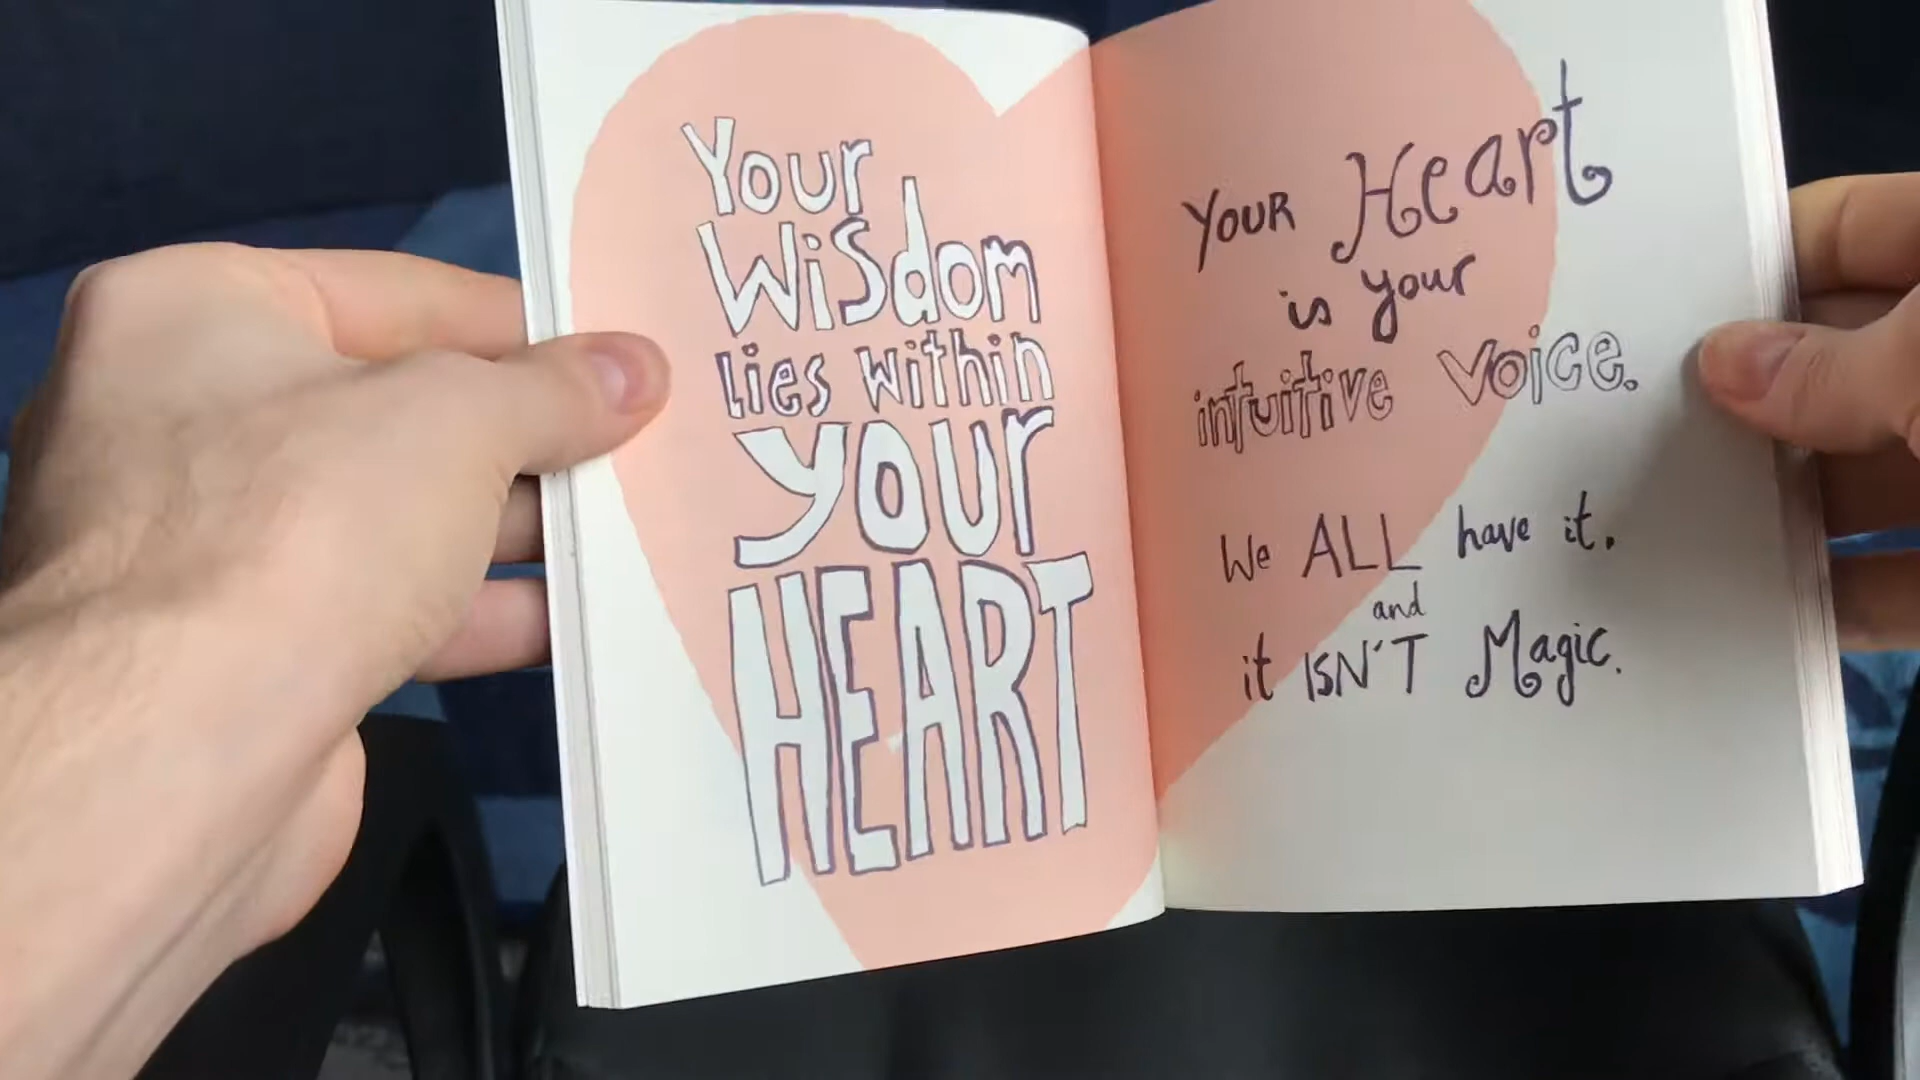 Your
Wisdom
lies within
your
HEART
YOUR Heart
is your
intuitive voice.
We ALL have it.
and
it ISN'T Magic.